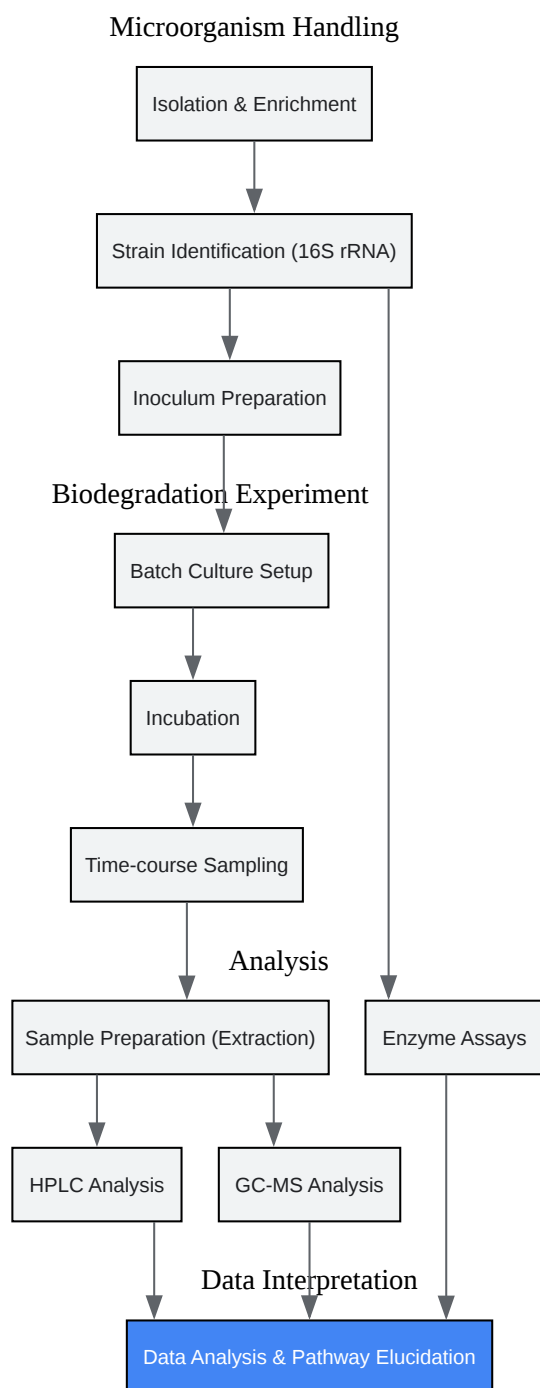 Microorganism Handling
Isolation & Enrichment
Strain Identification (16S rRNA)
Inoculum Preparation
Biodegradation Experiment
Batch Culture Setup
Incubation
Time-course Sampling
Analysis
Sample Preparation (Extraction)
Enzyme Assays
HPLC Analysis
GC-MS Analysis
Data Interpretation
Data Analysis & Pathway Elucidation